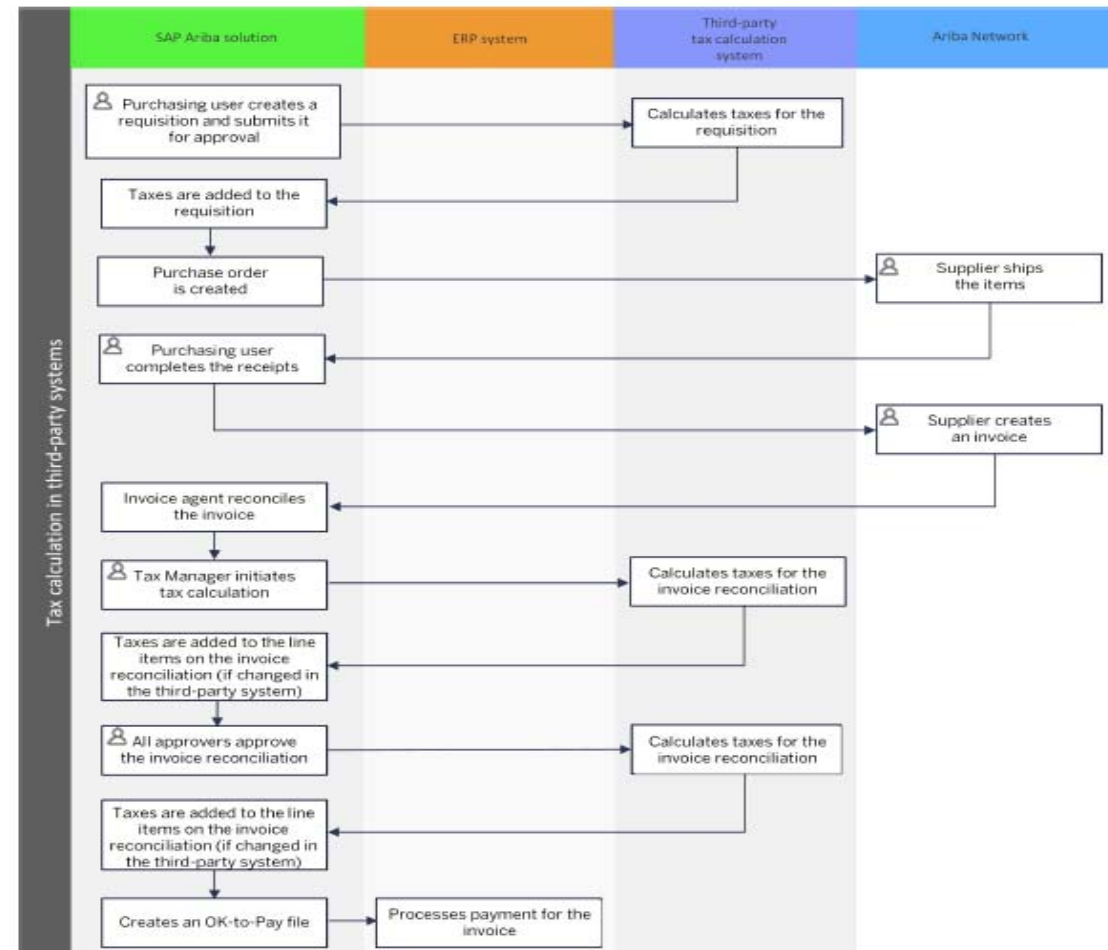 SAP Ariba solution
ERP system
Third-party
tax calculation
system
Ariba Network
Tax calculation in third-party systems
Purchasing user creates a
requisition and submits it
for approval
Calculates taxes for the
requisition
Taxes are added to the
requisition
Purchase order
is created
Supplier ships
the items
Purchasing user
completes the receipts
Supplier creates
an invoice
Invoice agent reconciles
the invoice
Tax Manager initiates
tax calculation
Calculates taxes for the
invoice reconciliation
Taxes are added to the line
items on the invoice
reconciliation (if changed in
the third-party system)
All approvers approve
the invoice reconciliation
Calculates taxes for the
invoice reconciliation
Taxes are added to the line
items on the invoice
reconciliation (if changed in
the third-party system)
Creates an OK-to-Pay file
Processes payment for the
invoice